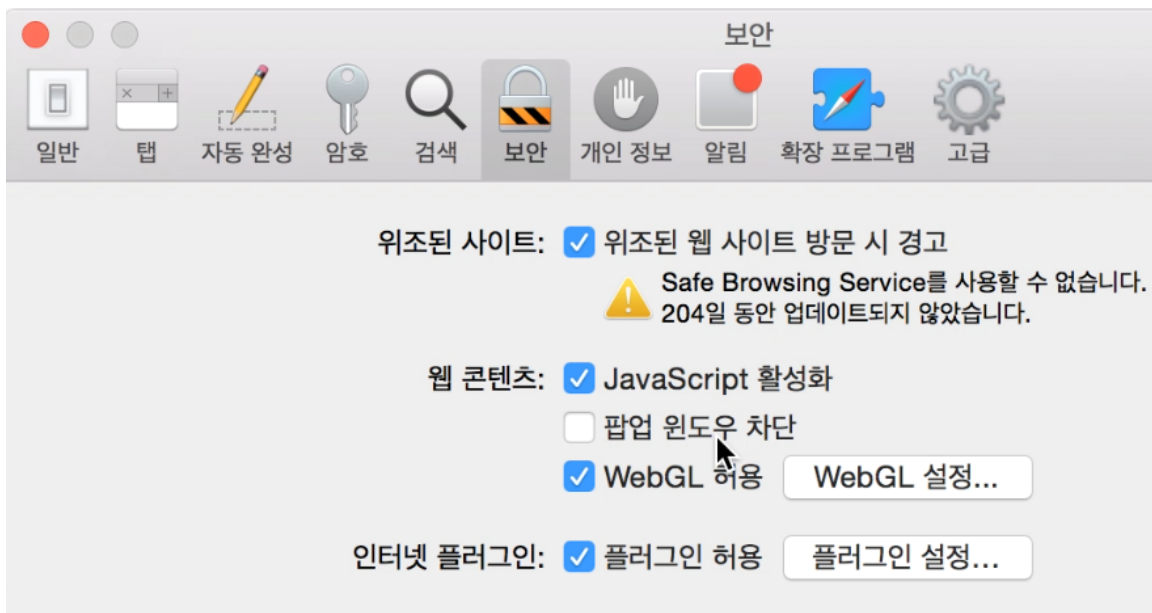 보안
일반 탭 자동 완성 암호 검색 보안 개인 정보 알림 확장 프로그램 고급
위조된 사이트: 위조된 웹 사이트 방문 시 경고
Safe Browsing Service를 사용할 수 없습니다.
204일 동안 업데이트되지 않았습니다.
웹 콘텐츠: JavaScript 활성화
팝업 윈도우 차단
WebGL 허용 WebGL 설정...
인터넷 플러그인: 플러그인 허용 플러그인 설정...